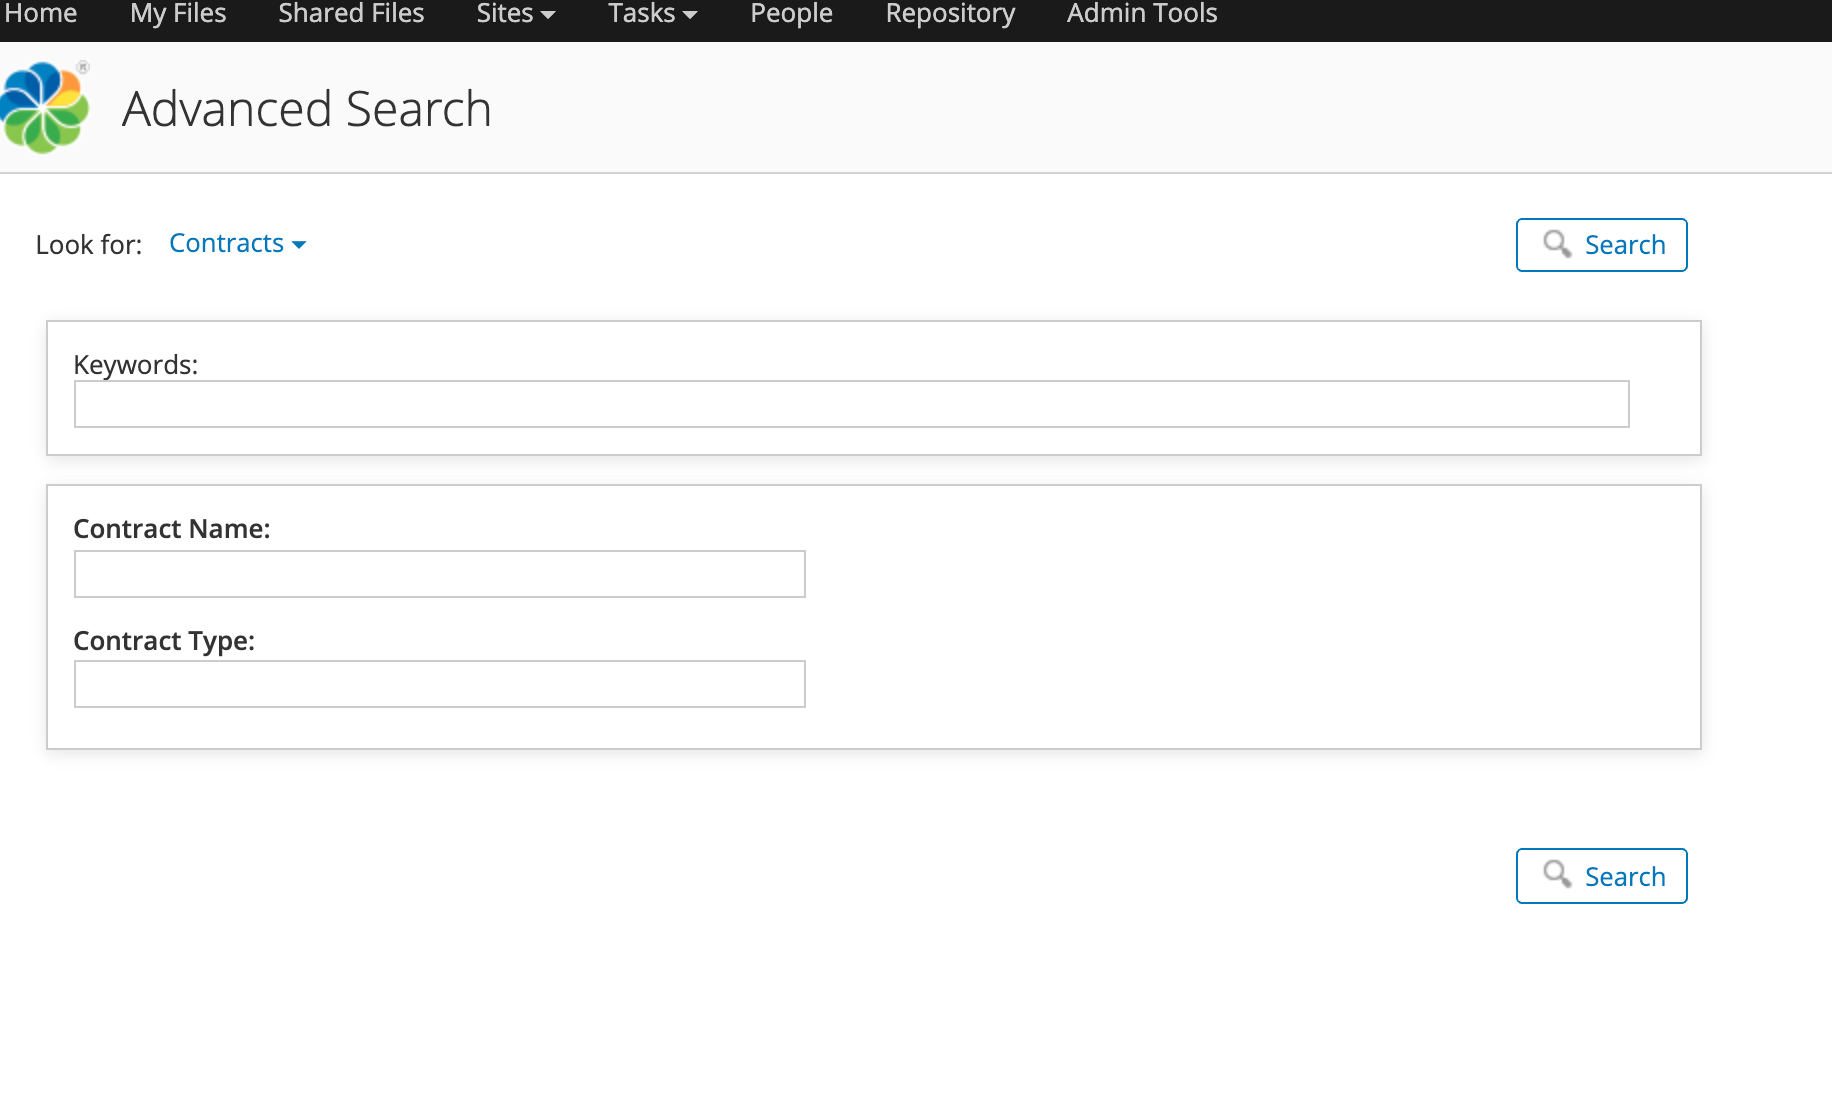 Home My Files Shared Files Sites Tasks People Repository Admin Tools
®
Advanced Search
Look for: Contracts Search
Keywords:
Contract Name:
Contract Type:
Search